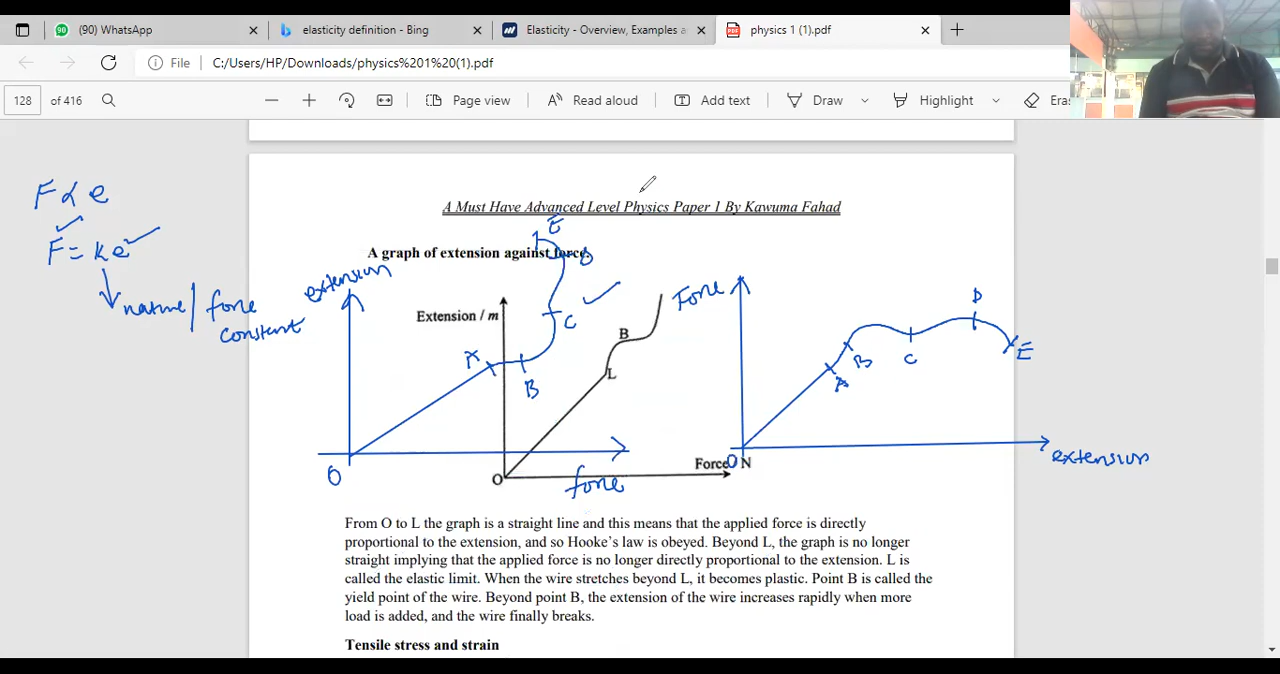 (90) WhatsApp
elasticity definition - Bing
Elasticity - Overview, Examples a
physics 1 (1).pdf
File
C:/Users/HP/Downloads/physics%201%20(1).pdf
128 of 416
Page view
Read aloud
Add text
Draw
Highlight
Era
A Must Have Advanced Level Physics Paper 1 By Kawuma Fahad
A graph of extension against force.
F ∝ e
F = ke
force
constant
extension
Extension / m
A
B
C
D
E
force
O
B
L
O
Force
N
Force
A
B
C
D
E
O
extension
From O to L the graph is a straight line and this means that the applied force is directly
proportional to the extension, and so Hooke's law is obeyed. Beyond L, the graph is no longer
straight implying that the applied force is no longer directly proportional to the extension. L is
called the elastic limit. When the wire stretches beyond L, it becomes plastic. Point B is called the
yield point of the wire. Beyond point B, the extension of the wire increases rapidly when more
load is added, and the wire finally breaks.
Tensile stress and strain